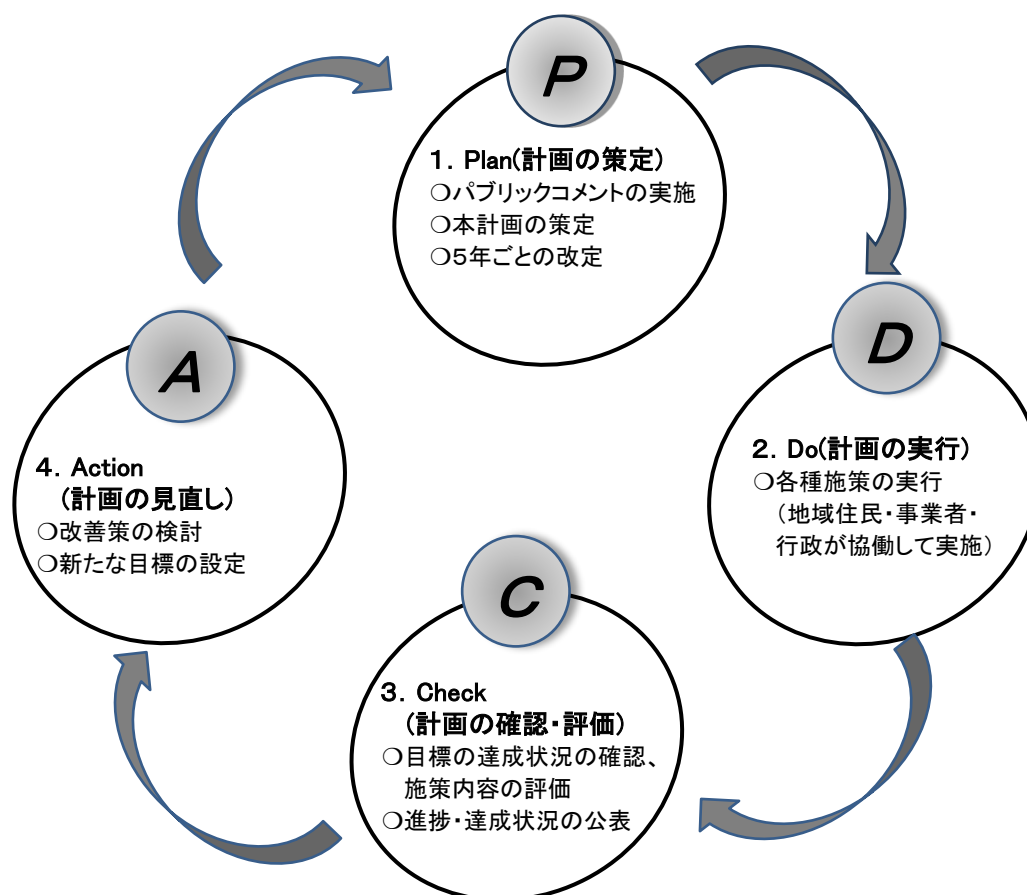 P
1．Plan(計画の策定)
○パブリックコメントの実施
○本計画の策定
○5年ごとの改定
D
2．Do(計画の実行)
○各種施策の実行
（地域住民・事業者・
行政が協働して実施）
C
3．Check
(計画の確認・評価)
○目標の達成状況の確認、
施策内容の評価
○進捗・達成状況の公表
A
4．Action
(計画の見直し)
○改善策の検討
○新たな目標の設定